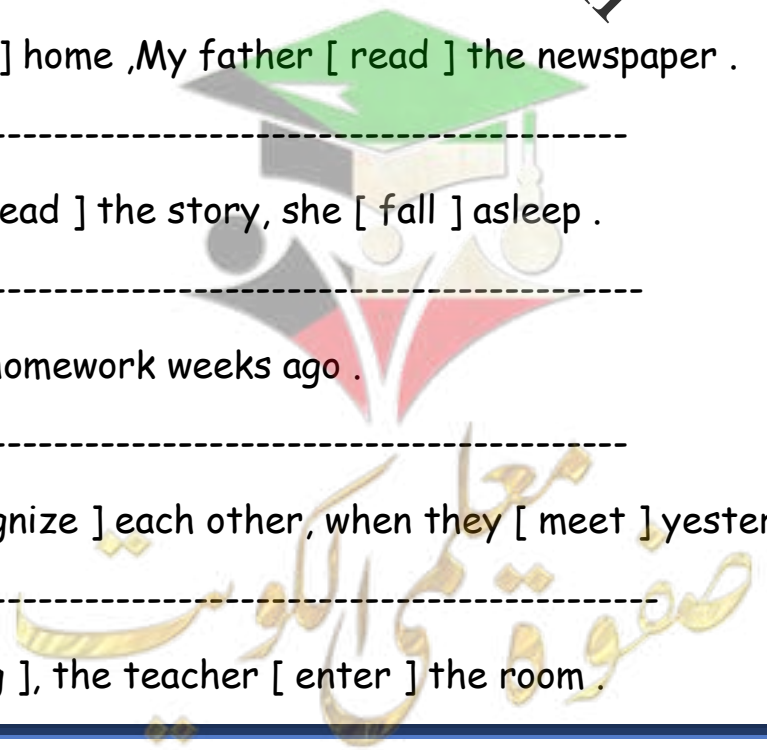 ] home ,My father [ read ] the newspaper .
ead ] the story, she [ fall ] asleep .
omework weeks ago .
gnize ] each other, when they [ meet ] yester
], the teacher [ enter ] the room .
صفوة معلمي الكويت